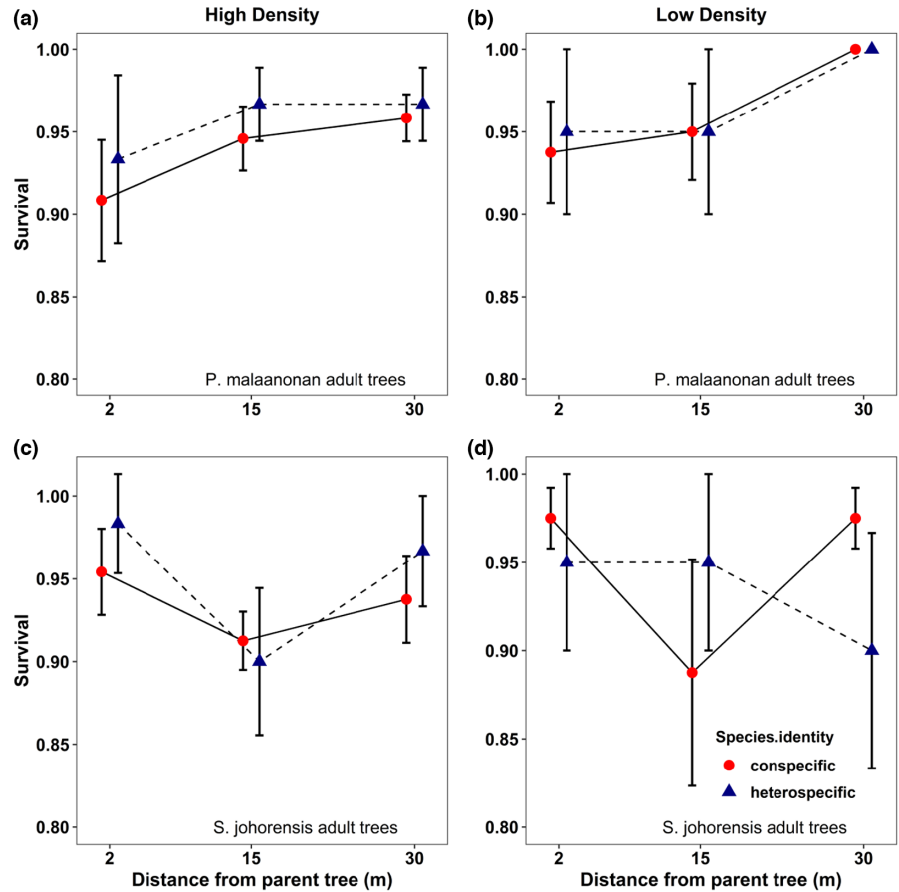 (a) High Density
(b) Low Density
Survival
1.00
0.95
0.90
0.85
0.80
P. malaanonan adult trees
2 15 30
1.00
0.95
0.90
0.85
0.80
P. malaanonan adult trees
2 15 30
(c)
Survival
1.00
0.95
0.90
0.85
0.80
S. johorensis adult trees
2 15 30
Distance from parent tree (m)
(d)
1.00
0.95
0.90
0.85
0.80
Species.identity
conspecific
heterospecific
S. johorensis adult trees
2 15 30
Distance from parent tree (m)